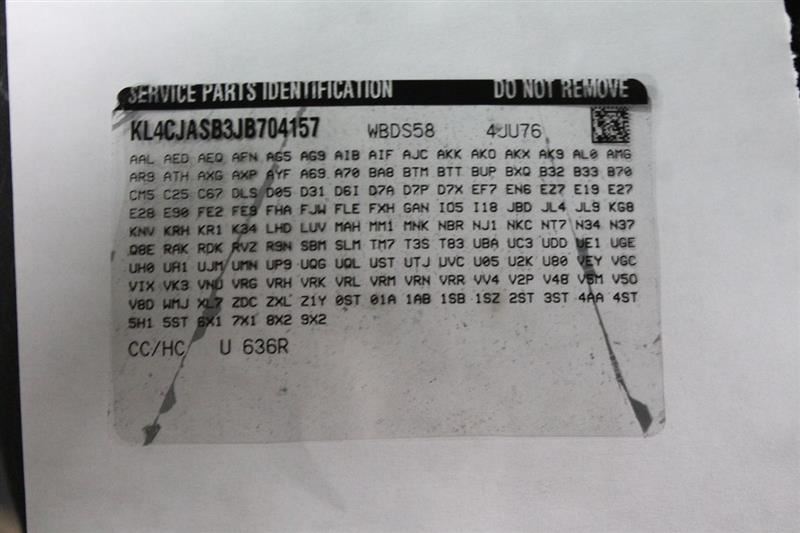 SERVICE PARTS IDENTIFICATION DO NOT REMOVE
KL4CJASB3JB704157 WBDS58 4JU76
AAL AED AEQ AFN AG5 AG9 AIB AIF AJC AKK AKO AKX AK9 AL0 AMG
AR9 ATH AXG AXP AYF A69 A70 BA8 BTM BTT BUP BXQ B32 B33 B70
CM5 C25 C67 DLS D05 D31 D6I D7A D7P D7X EF7 EN6 EZ7 E19 E27
E28 E90 FE2 FE9 FHA FJW FLE FXH GAN IO5 I18 JBD JL4 JL9 KG8
KNV KRH KR1 K34 LHD LUV MAH MM1 MNK NBR NJ1 NKC NT7 N34 N37
Q8E RAK RDK RVZ R9N SBM SLM TM7 T3S T83 UBA UC3 UDD UE1 UGE
UH0 UA1 UJM UMN UP9 UQG UQL UST UTJ UVC U05 U2K U80 VEY VGC
VIX VK3 VNU VRG VRH VRK VRL VRM VRN VRR VV4 V2P V48 V5M V50
V8D WMJ XL7 ZDC ZXL Z1Y 0ST 01A 1AB 1SB 1SZ 2ST 3ST 4AA 4ST
5H1 5ST 6X1 7X1 8X2 9X2
CC/HC U 636R